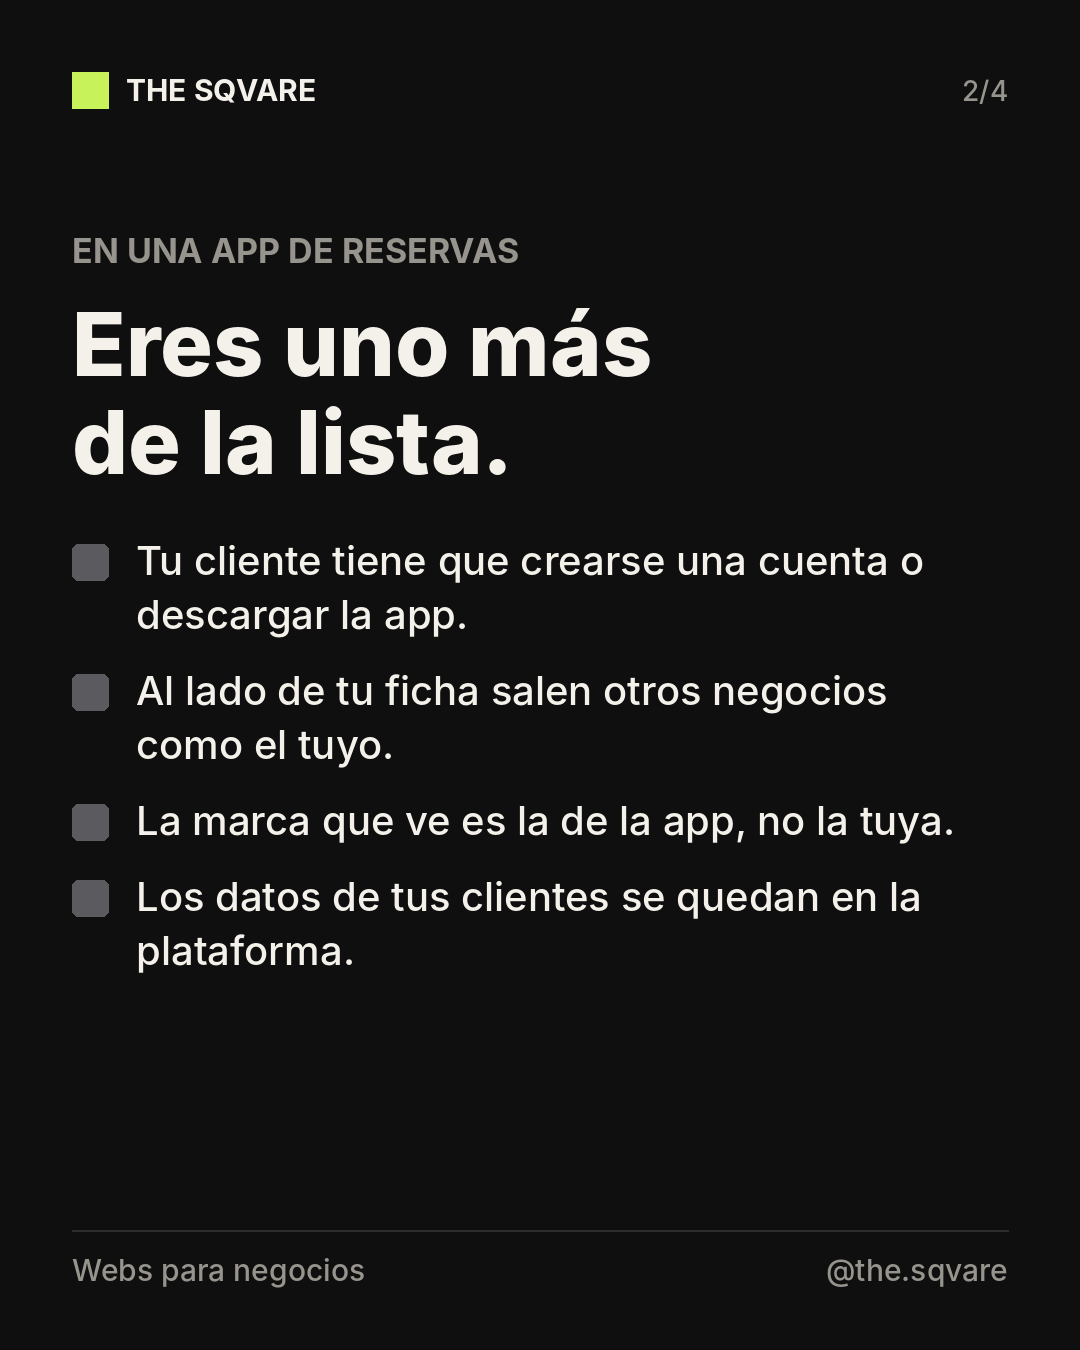 THE SQVARE
2/4
EN UNA APP DE RESERVAS
Eres uno más
de la lista.
Tu cliente tiene que crearse una cuenta o
descargar la app.
Al lado de tu ficha salen otros negocios
como el tuyo.
La marca que ve es la de la app, no la tuya.
Los datos de tus clientes se quedan en la
plataforma.
Webs para negocios
@the.sqvare